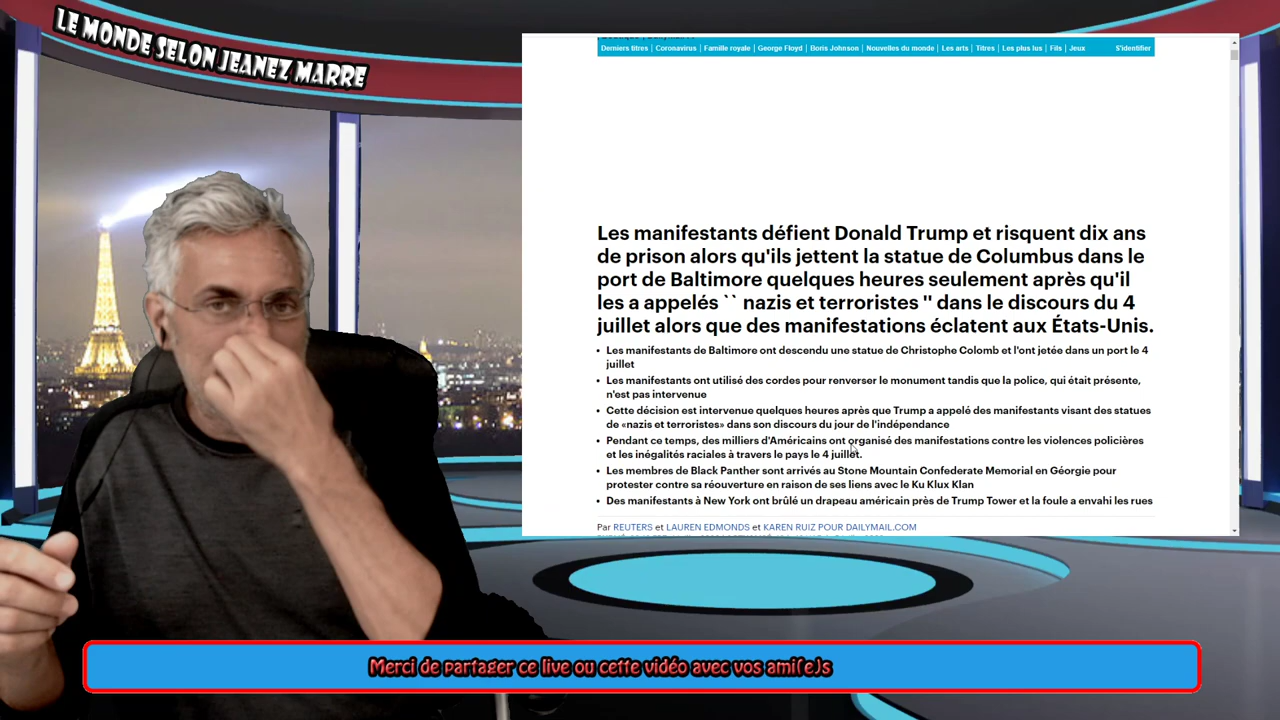 LE MONDE SELON JEANEZ MARRE
Derniers titres | Coronavirus | Famille royale | George Floyd | Boris Johnson | Nouvelles du monde | Les arts | Titres | Les plus lus | Fils | Jeux S'identifier
Les manifestants défient Donald Trump et risquent dix ans
de prison alors qu'ils jettent la statue de Columbus dans le
port de Baltimore quelques heures seulement après qu'il
les a appelés `` nazis et terroristes '' dans le discours du 4
juillet alors que des manifestations éclatent aux États-Unis.
• Les manifestants de Baltimore ont descendu une statue de Christophe Colomb et l'ont jetée dans un port le 4
juillet
• Les manifestants ont utilisé des cordes pour renverser le monument tandis que la police, qui était présente,
n'est pas intervenue
• Cette décision est intervenue quelques heures après que Trump a appelé des manifestants visant des statues
de «nazis et terroristes» dans son discours du jour de l'indépendance
• Pendant ce temps, des milliers d'Américains ont organisé des manifestations contre les violences policières
et les inégalités raciales à travers le pays le 4 juillet.
• Les membres de Black Panther sont arrivés au Stone Mountain Confederate Memorial en Géorgie pour
protester contre sa réouverture en raison de ses liens avec le Ku Klux Klan
• Des manifestants à New York ont brûlé un drapeau américain près de Trump Tower et la foule a envahi les rues
Par REUTERS et LAUREN EDMONDS et KAREN RUIZ POUR DAILYMAIL.COM
Merci de partager ce live ou cette vidéo avec vos ami(e)s